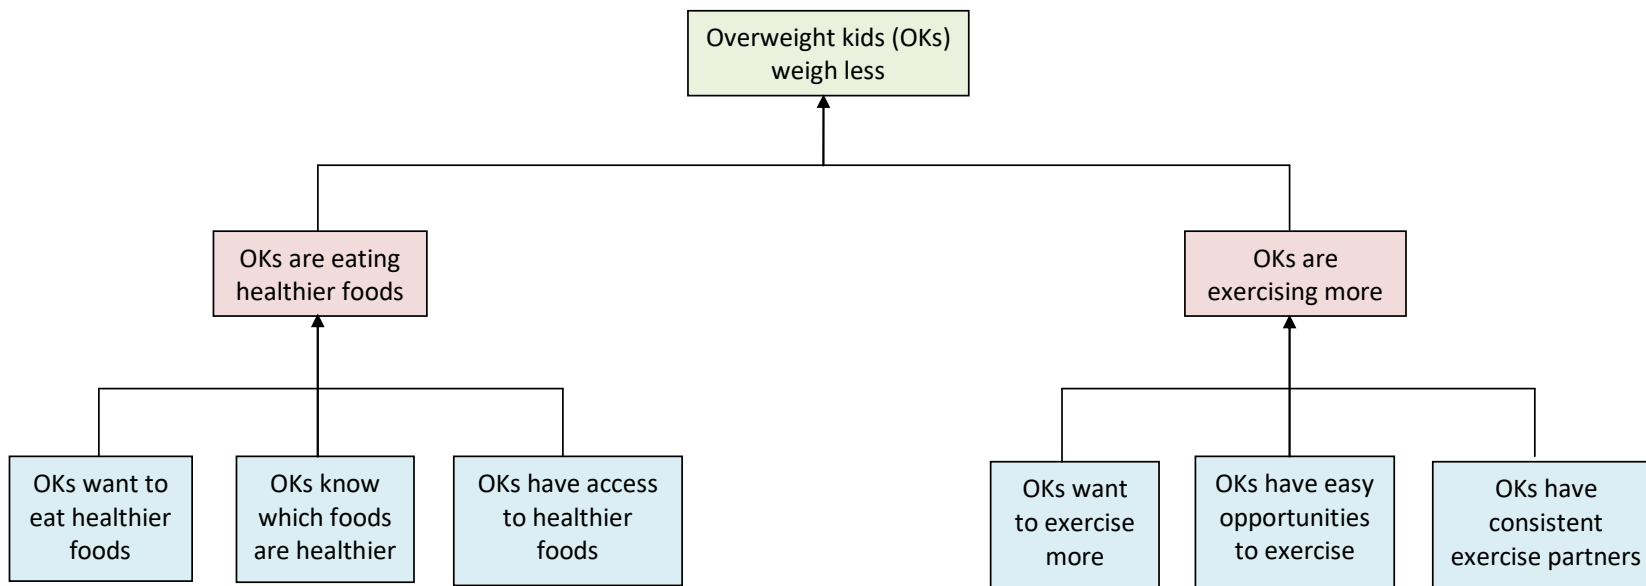 Overweight kids (OKs)
weigh less
OKs are eating
healthier foods
OKs are
exercising more
OKs want to
eat healthier
foods
OKs know
which foods
are healthier
OKs have access
to healthier
foods
OKs want
to exercise
more
OKs have easy
opportunities
to exercise
OKs have
consistent
exercise partners